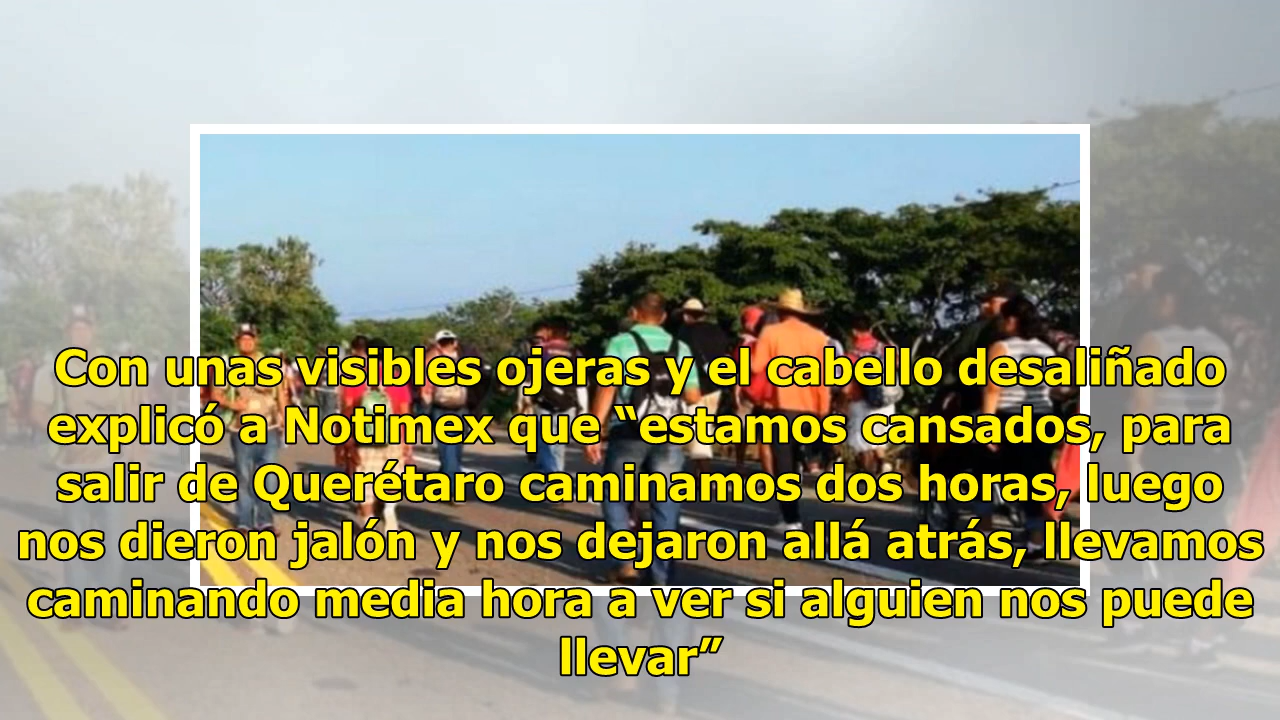 Con unas visibles ojeras y el cabello desaliñado
explicó a Notimex que “estamos cansados, para
salir de Querétaro caminamos dos horas, luego
nos dieron jalón y nos dejaron allá atrás, llevamos
caminando media hora a ver si alguien nos puede
llevar”